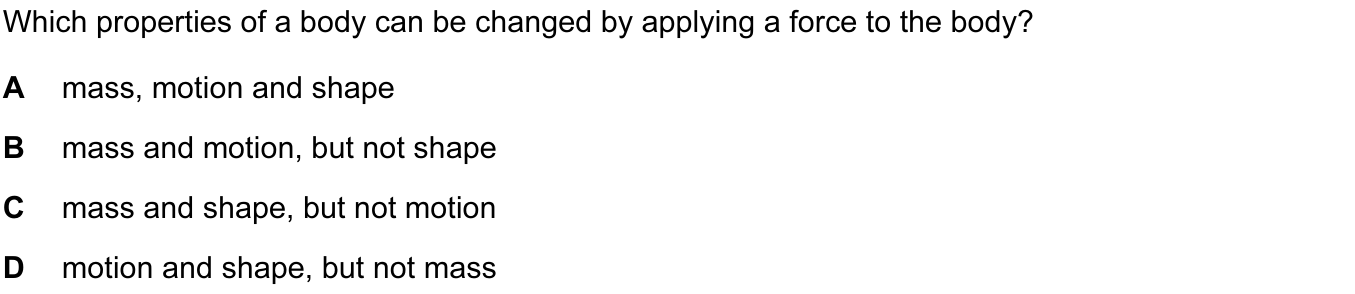 Which properties of a body can be changed by applying a force to the body?
A mass, motion and shape
B mass and motion, but not shape
C mass and shape, but not motion
D motion and shape, but not mass